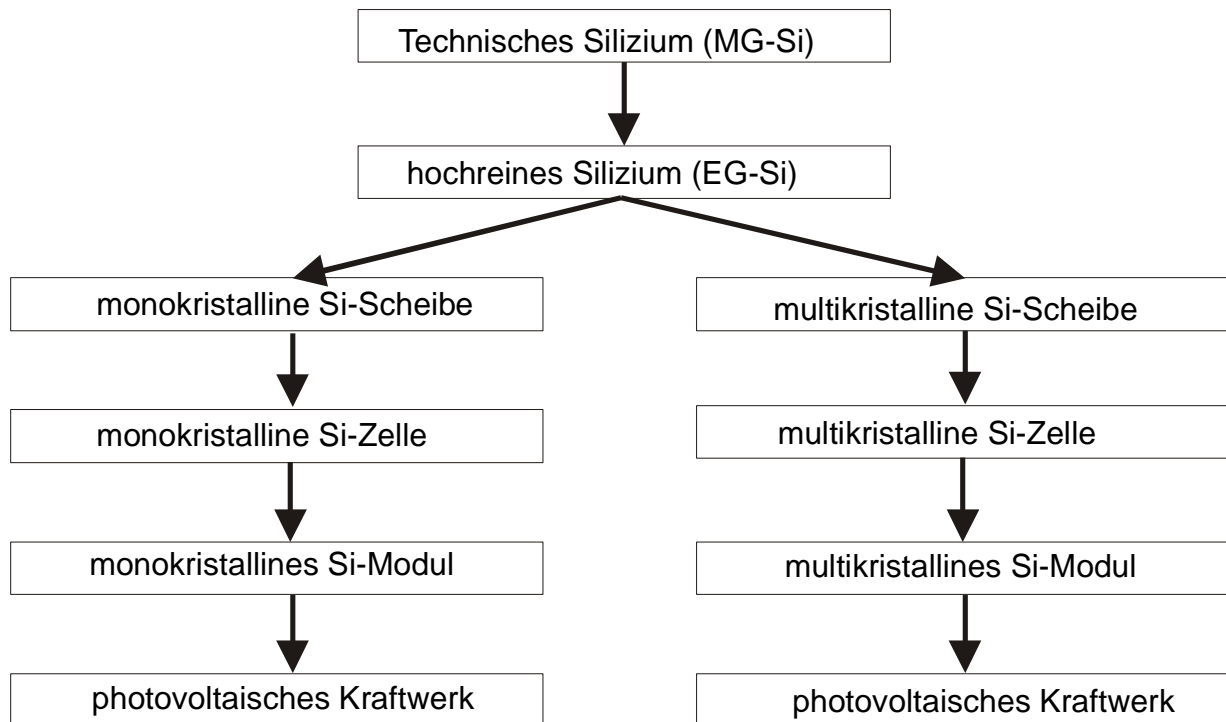 Technisches Silizium (MG-Si)
hochreines Silizium (EG-Si)
monokristalline Si-Scheibe
multikristalline Si-Scheibe
monokristalline Si-Zelle
multikristalline Si-Zelle
monokristallines Si-Modul
multikristallines Si-Modul
photovoltaisches Kraftwerk
photovoltaisches Kraftwerk